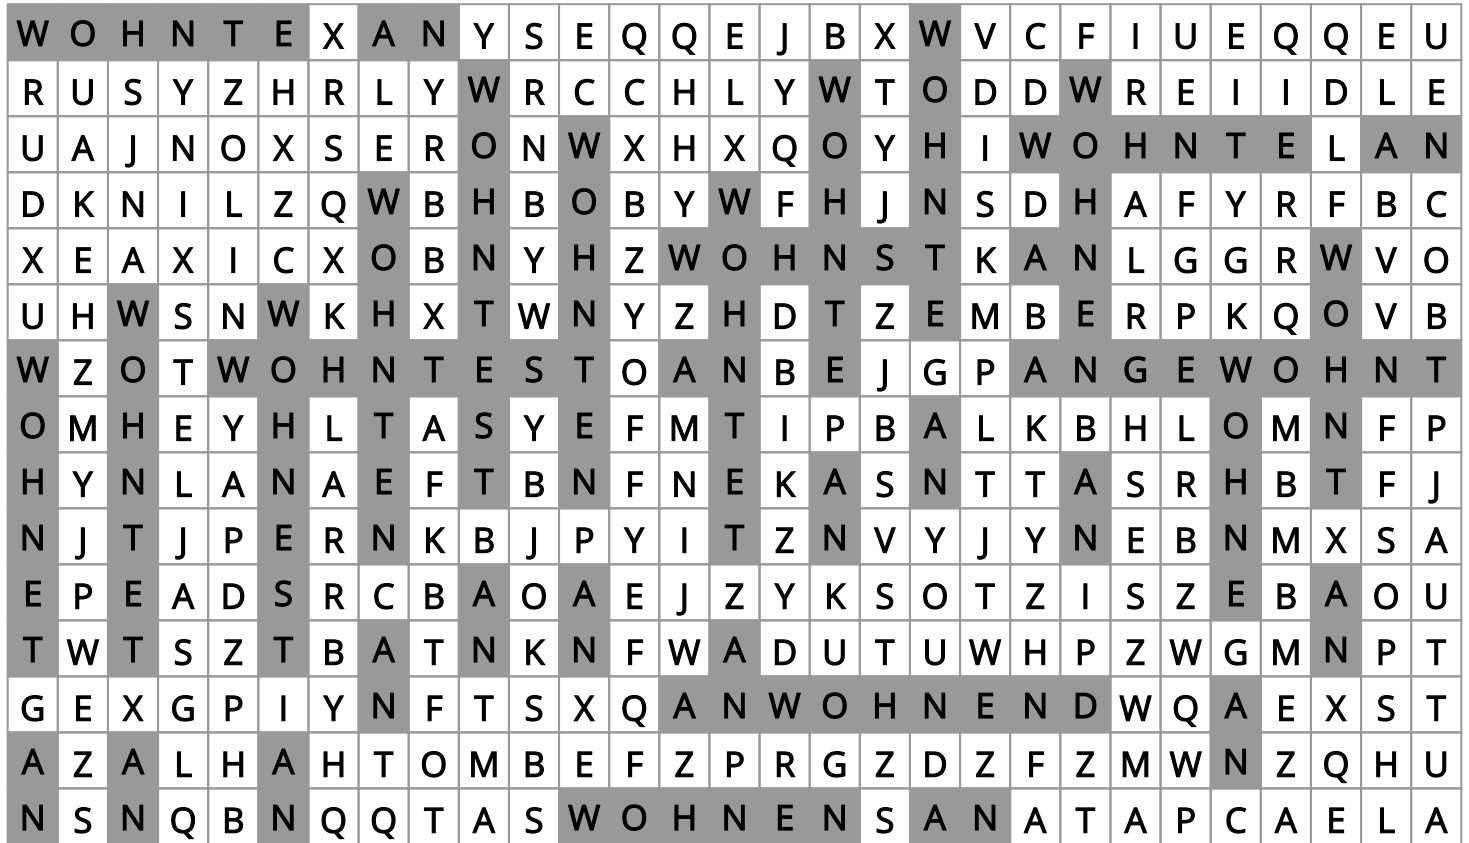 W O H N T E X A N Y S E Q Q E J B X W V C F I U E Q Q E U
R U S Y Z H R L Y W R C C H L Y W T O D D W R E I I D L E
U A J N O X S E R O N W X H X Q O Y H I W O H N T E L A N
D K N I L Z Q W B H B O B Y W F H J N S D H A F Y R F B C
X E A X I C X O B N Y H Z W O H N S T K A N L G G R W V O
U H W S N W K H X T W N Y Z H D T Z E M B E R P K Q O V B
W Z O T W O H N T E S T O A N B E J G P A N G E W O H N T
O M H E Y H L T A S Y E F M T I P B A L K B H L O M N F P
H Y N L A N A E F T B N F N E K A S N T T A S R H B T F J
N J T J P E R N K B J P Y I T Z N V Y J Y N E B N M X S A
E P E A D S R C B A O A E J Z Y K S O T Z I S Z E B A O U
T W T S Z T B A T N K N F W A D U T U W H P Z W G M N P T
G E X G P I Y N F T S X Q A N W O H N E N D W Q A E X S T
A Z A L H A H T O M B E F Z P R G Z D Z F Z M W N Z Q H U
N S N Q B N Q Q T A S W O H N E N S A N A T A P C A E L A